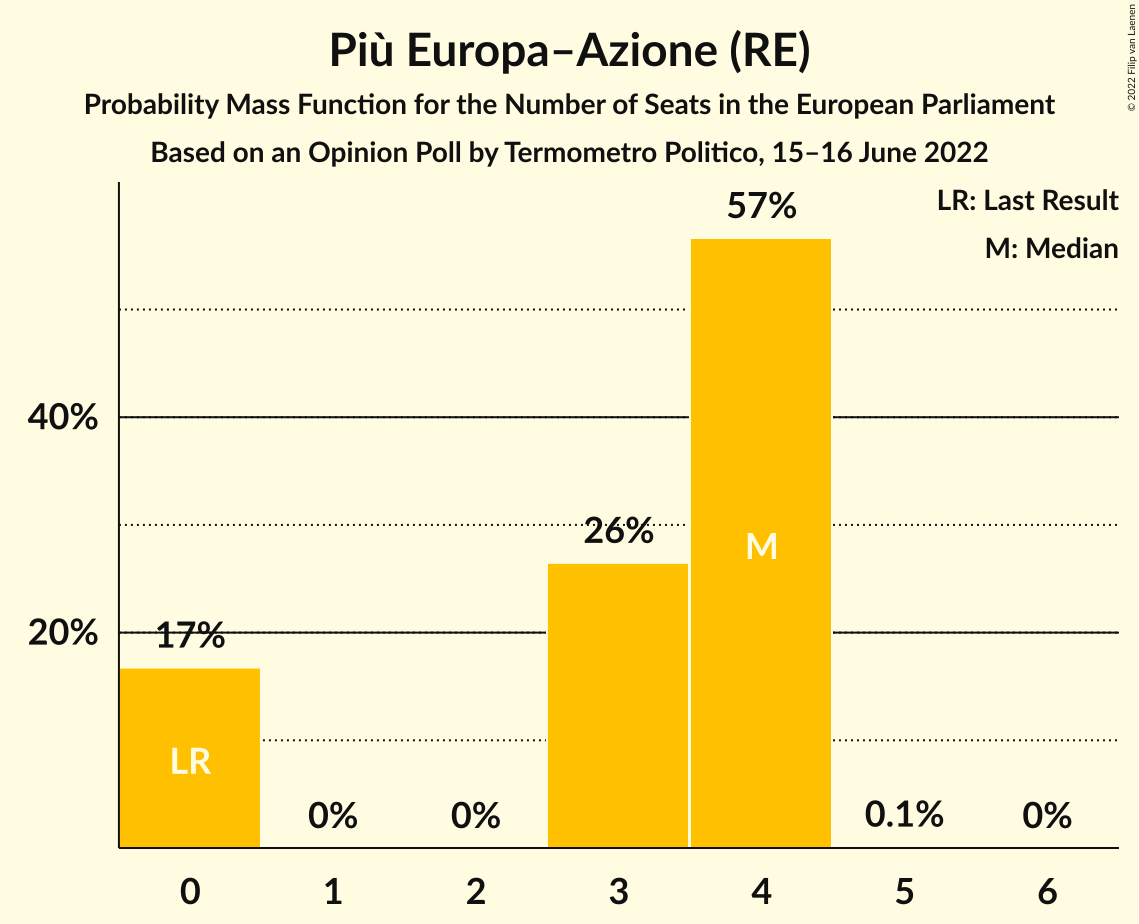 Più Europa–Azione (RE)
Probability Mass Function for the Number of Seats in the European Parliament
Based on an Opinion Poll by Termometro Politico, 15–16 June 2022
© 2022 Filip van Laenen
LR: Last Result
M: Median
57%
40%
26%
M
20%
17%
LR
0%
0%
0.1%
0%
0
1
2
3
4
5
6